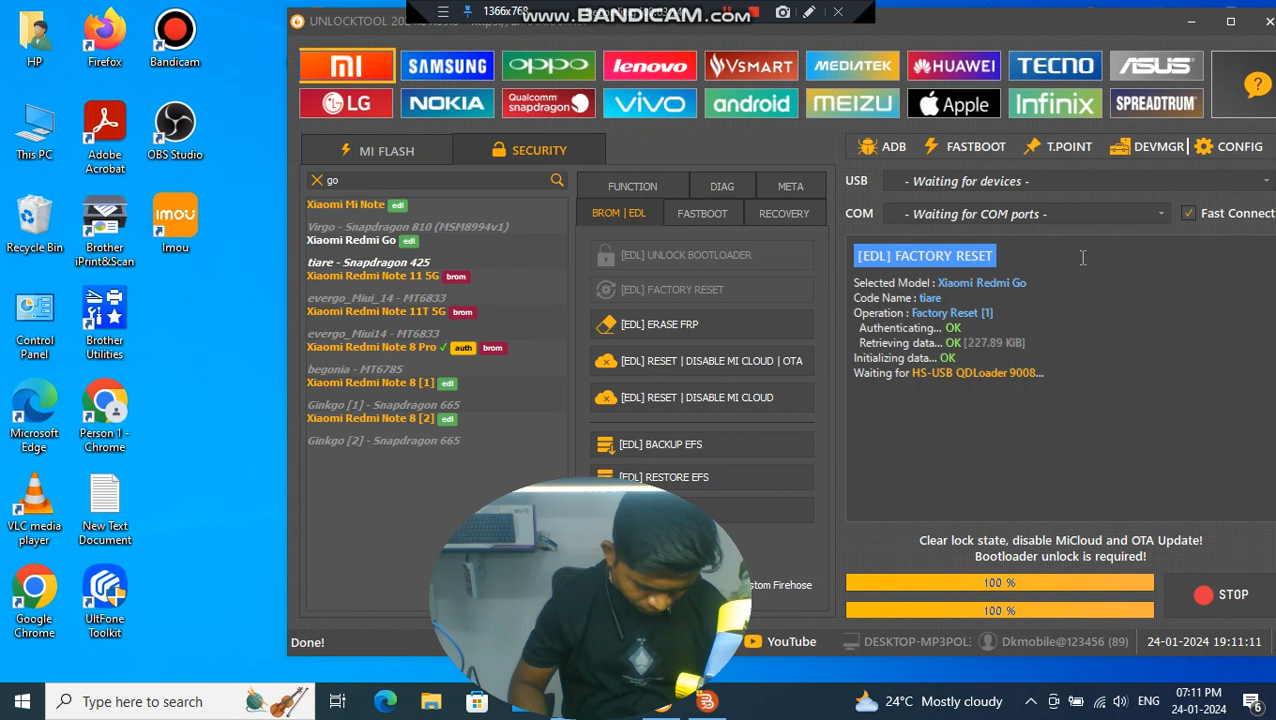 1366x768
www.BANDICAM.com
UNLOCKTOOL
HP
Firefox
Bandicam
This PC
Adobe Acrobat
OBS Studio
Recycle Bin
Brother iPrint&Scan
Imou
Control Panel
Brother Utilities
Microsoft Edge
Person 1 - Chrome
VLC media player
New Text Document
Google Chrome
UltFone Toolkit
MI
SAMSUNG
OPPO
lenovo
VSMART
MEDIATEK
HUAWEI
TECNO
ASUS
LG
NOKIA
Qualcomm snapdragon
vivo
android
MEIZU
Apple
Infinix
SPREADTRUM
?
MI FLASH
SECURITY
go
Xiaomi Mi Note edl
Virgo - Snapdragon 810 (MSM8994v1)
Xiaomi Redmi Go edl
tiare - Snapdragon 425
Xiaomi Redmi Note 11 5G brom
evergo_Miui_14 - MT6833
Xiaomi Redmi Note 11T 5G brom
evergo_Miui14 - MT6833
Xiaomi Redmi Note 8 Pro ✓ auth brom
begonia - MT6785
Xiaomi Redmi Note 8 [1] edl
Ginkgo [1] - Snapdragon 665
Xiaomi Redmi Note 8 [2] edl
Ginkgo [2] - Snapdragon 665
FUNCTION DIAG META
BROM | EDL FASTBOOT RECOVERY
[EDL] UNLOCK BOOTLOADER
[EDL] FACTORY RESET
[EDL] ERASE FRP
[EDL] RESET | DISABLE MI CLOUD | OTA
[EDL] RESET | DISABLE MI CLOUD
[EDL] BACKUP EFS
[EDL] RESTORE EFS
stom Firehose
ADB FASTBOOT T.POINT DEVMGR CONFIG
USB - Waiting for devices -
COM - Waiting for COM ports - Fast Connect
[EDL] FACTORY RESET
Selected Model : Xiaomi Redmi Go
Code Name : tiare
Operation : Factory Reset [1]
Authenticating... OK
Retrieving data... OK [227.89 KiB]
Initializing data... OK
Waiting for HS-USB QDLoader 9008...
Clear lock state, disable MiCloud and OTA Update!
Bootloader unlock is required!
100 %
100 %
STOP
Done!
YouTube
DESKTOP-MP3POL
Dkmobile@123456 (89)
24-01-2024 19:11:11
Type here to search
24°C Mostly cloudy
ENG
07:11 PM
24-01-2024
6